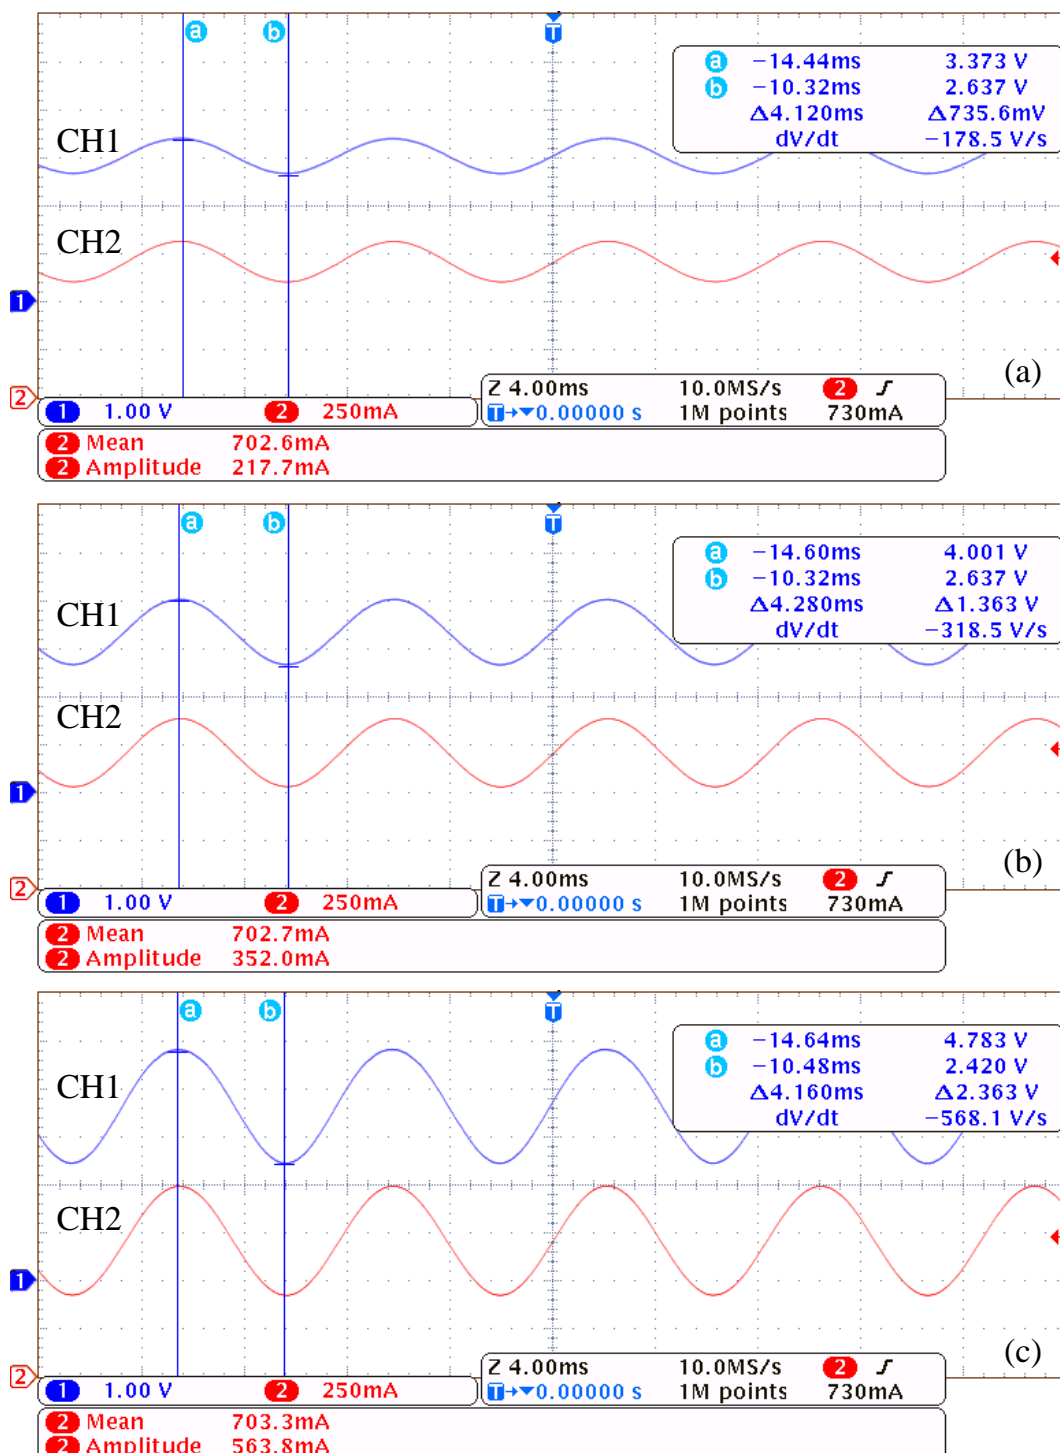 a b T
a −14.44ms 3.373 V
b −10.32ms 2.637 V
Δ4.120ms Δ735.6mV
dV/dt −178.5 V/s
CH1
CH2
1
(a)
2
1 1.00 V 2 250mA
Z 4.00ms 10.0MS/s 2 ∫
T→▼0.00000 s 1M points 730mA
2 Mean 702.6mA
2 Amplitude 217.7mA
a b T
a −14.60ms 4.001 V
b −10.32ms 2.637 V
Δ4.280ms Δ1.363 V
dV/dt −318.5 V/s
CH1
CH2
1
(b)
2
1 1.00 V 2 250mA
Z 4.00ms 10.0MS/s 2 ∫
T→▼0.00000 s 1M points 730mA
2 Mean 702.7mA
2 Amplitude 352.0mA
a b T
a −14.64ms 4.783 V
b −10.48ms 2.420 V
Δ4.160ms Δ2.363 V
dV/dt −568.1 V/s
CH1
CH2
1
(c)
2
1 1.00 V 2 250mA
Z 4.00ms 10.0MS/s 2 ∫
T→▼0.00000 s 1M points 730mA
2 Mean 703.3mA
2 Amplitude 563.8mA